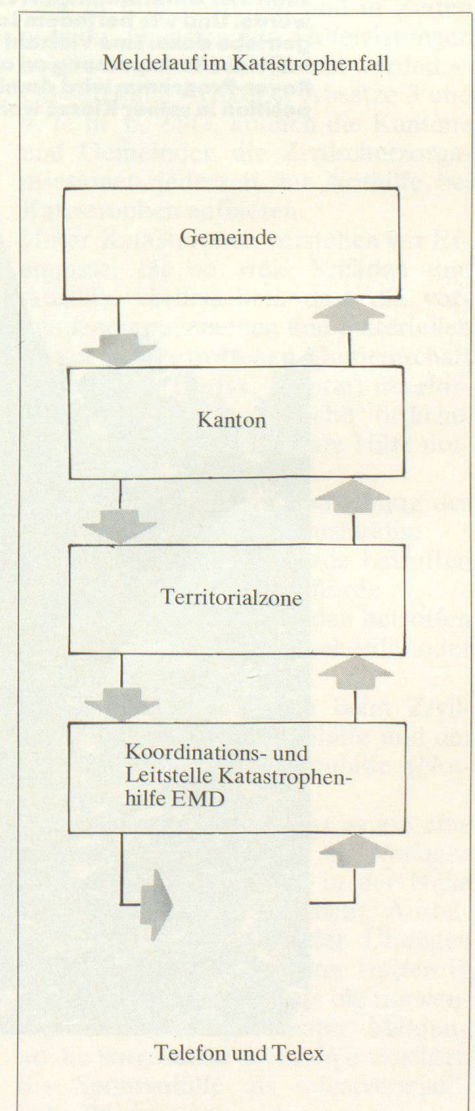 Meldelauf im Katastrophenfall
Gemeinde
Kanton
Territorialzone
Koordinations- und
Leitstelle Katastrophen-
hilfe EMD
Telefon und Telex